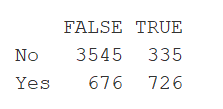 FALSE TRUE
No 3545 335
Yes 676 726